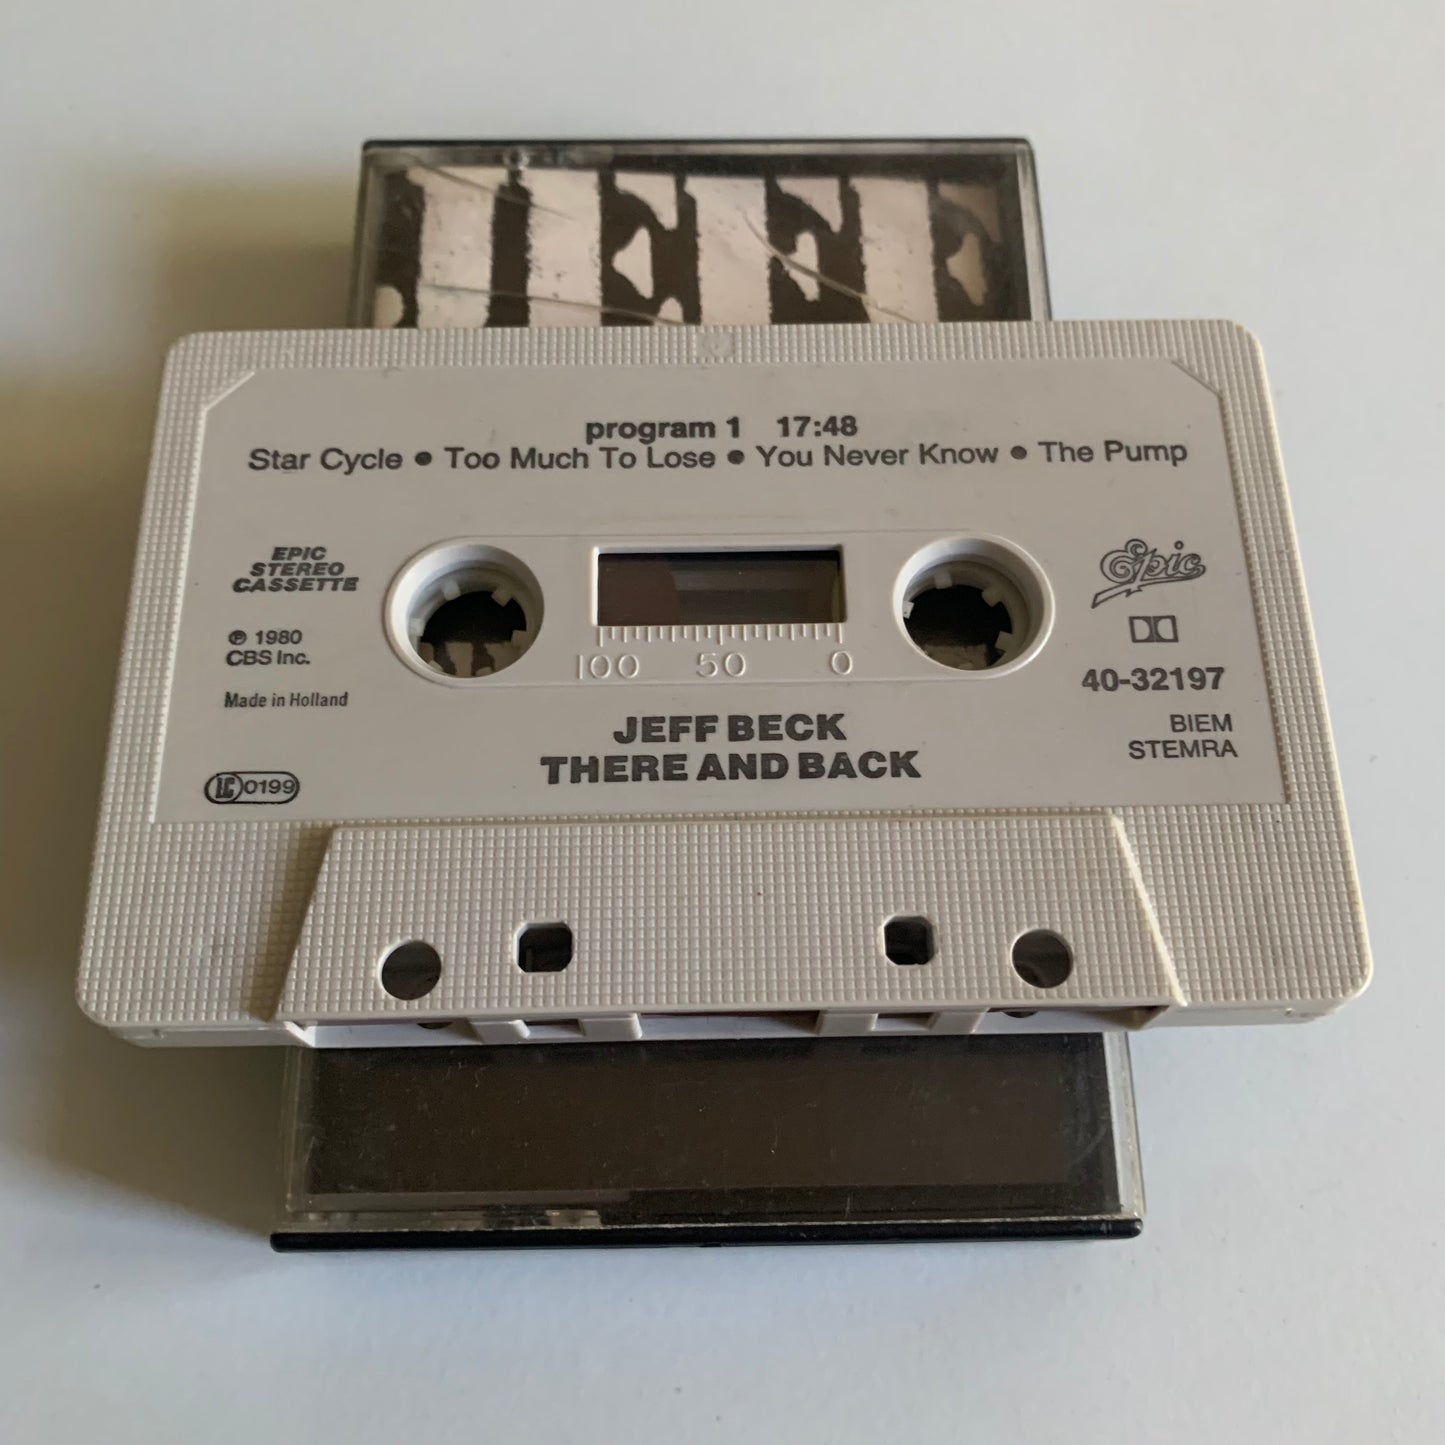 JEFF
program 1 17:48
Star Cycle • Too Much To Lose • You Never Know • The Pump
EPIC
STEREO
CASSETTE
℗ 1980
CBS Inc.
Made in Holland
LC 0199
100 50 0
Epic
40-32197
BIEM
STEMRA
JEFF BECK
THERE AND BACK